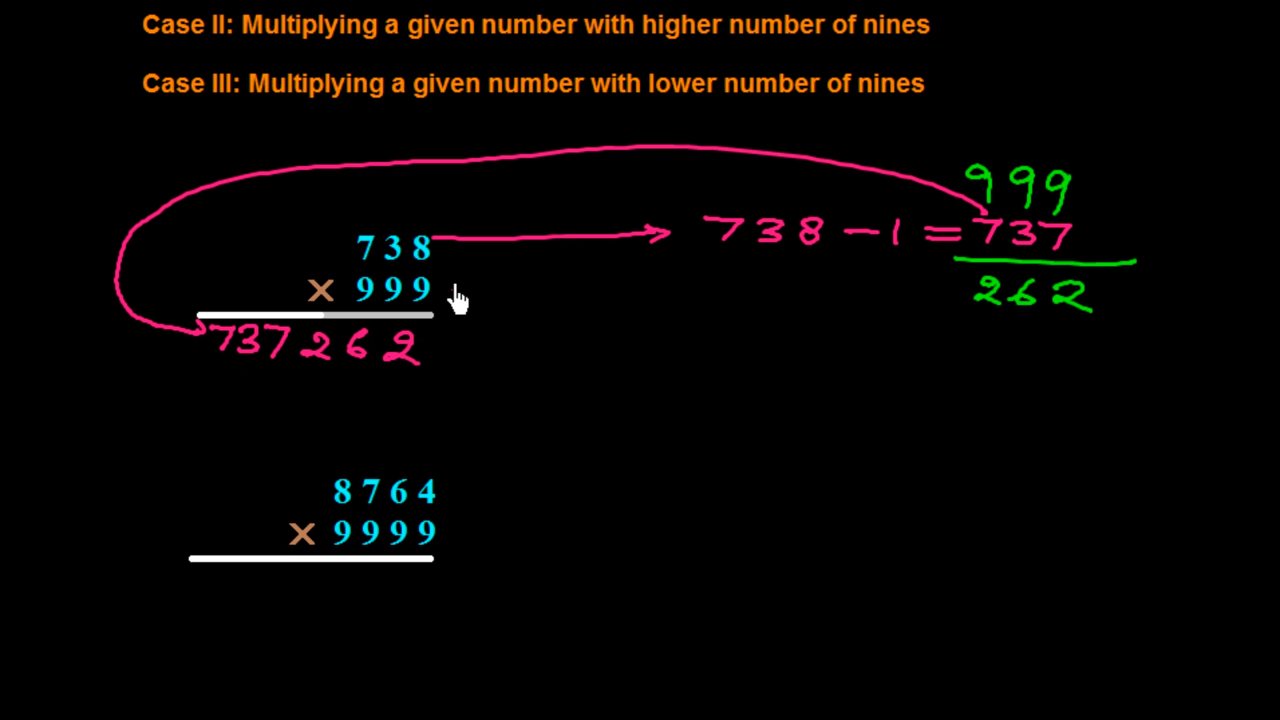 Case II: Multiplying a given number with higher number of nines
Case III: Multiplying a given number with lower number of nines
999
738 - 1 = 737
262
738
× 999
737262
8764
× 9999